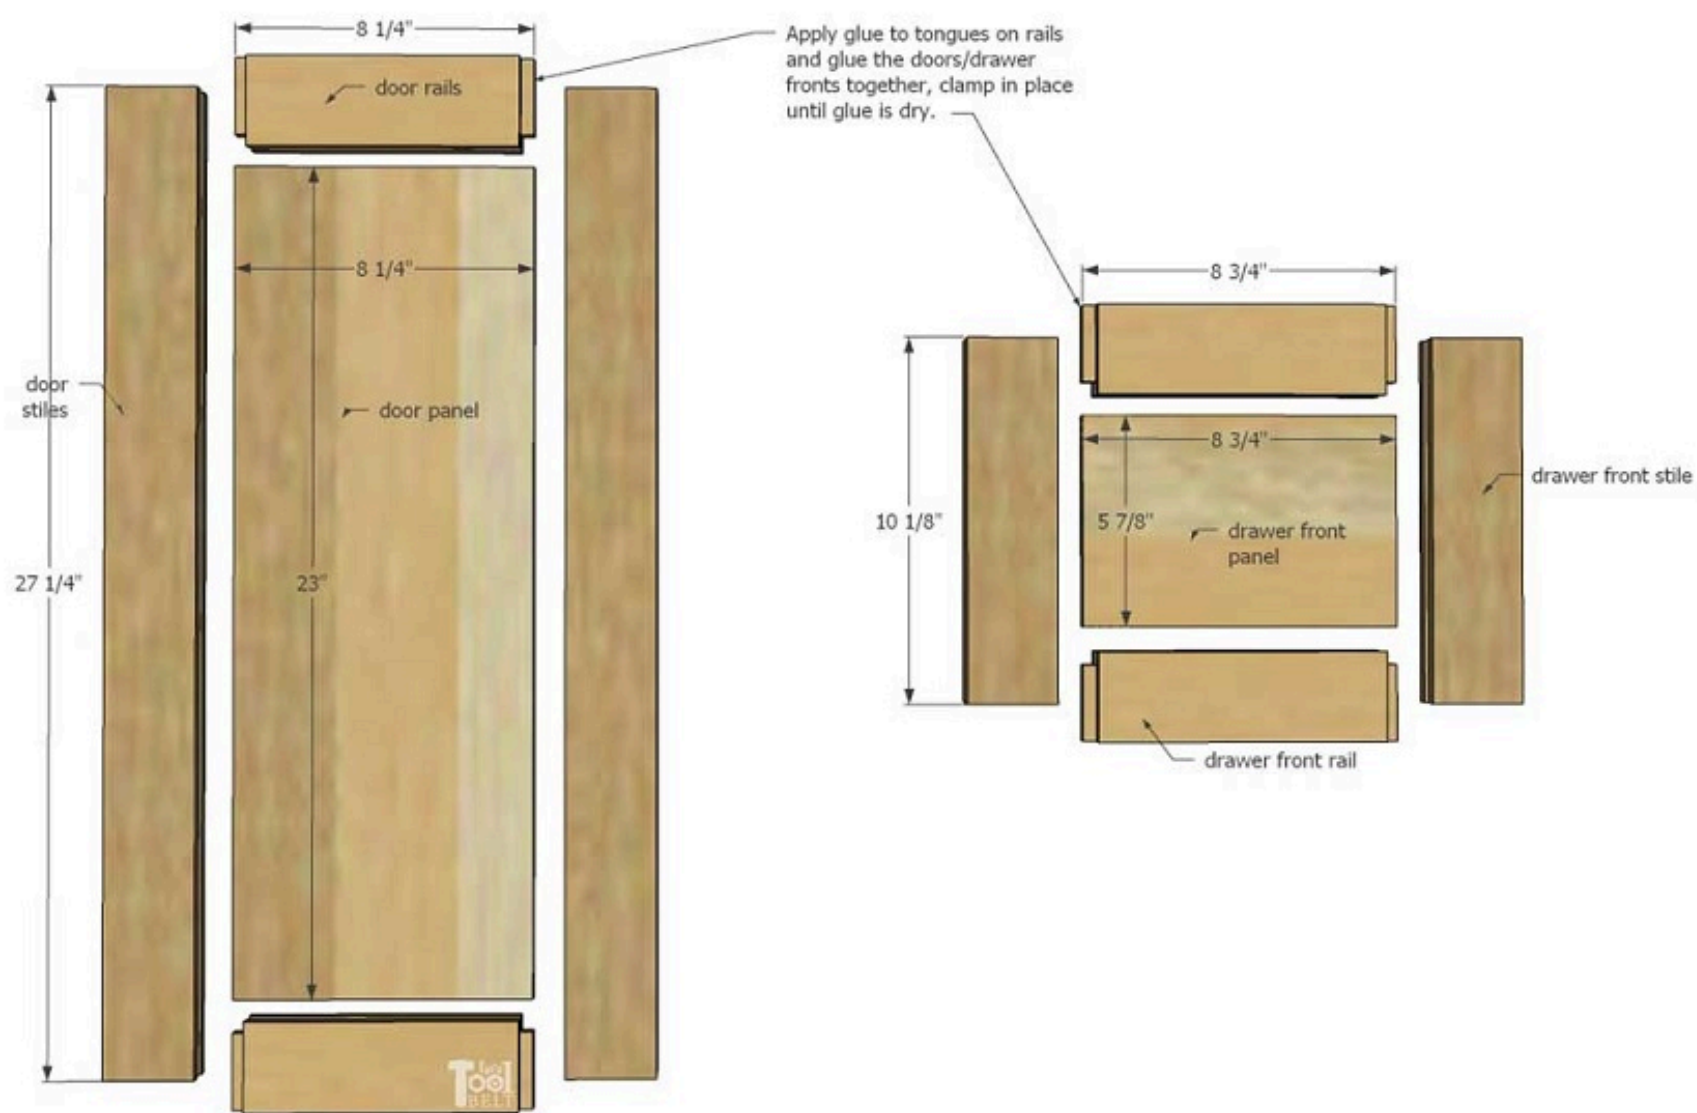 8 1/4"
Apply glue to tongues on rails
and glue the doors/drawer
fronts together, clamp in place
until glue is dry.
door rails
8 1/4"
8 3/4"
door
stiles
door panel
8 3/4"
drawer front stile
10 1/8"
5 7/8"
drawer front
panel
27 1/4"
23"
drawer front rail
TOOL
BELT